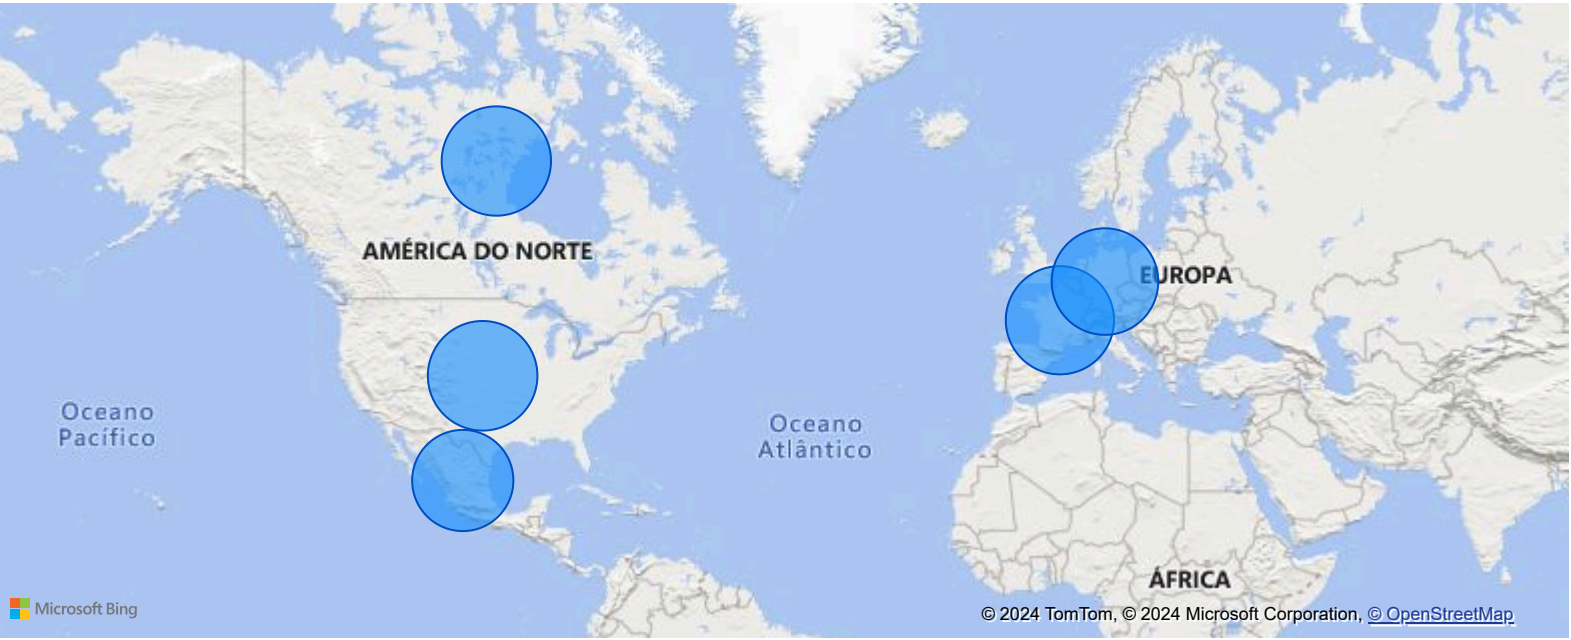 AMÉRICA DO NORTE
EUROPA
Oceano
Pacífico
Oceano
Atlântico
ÁFRICA
Microsoft Bing
© 2024 TomTom, © 2024 Microsoft Corporation, © OpenStreetMap